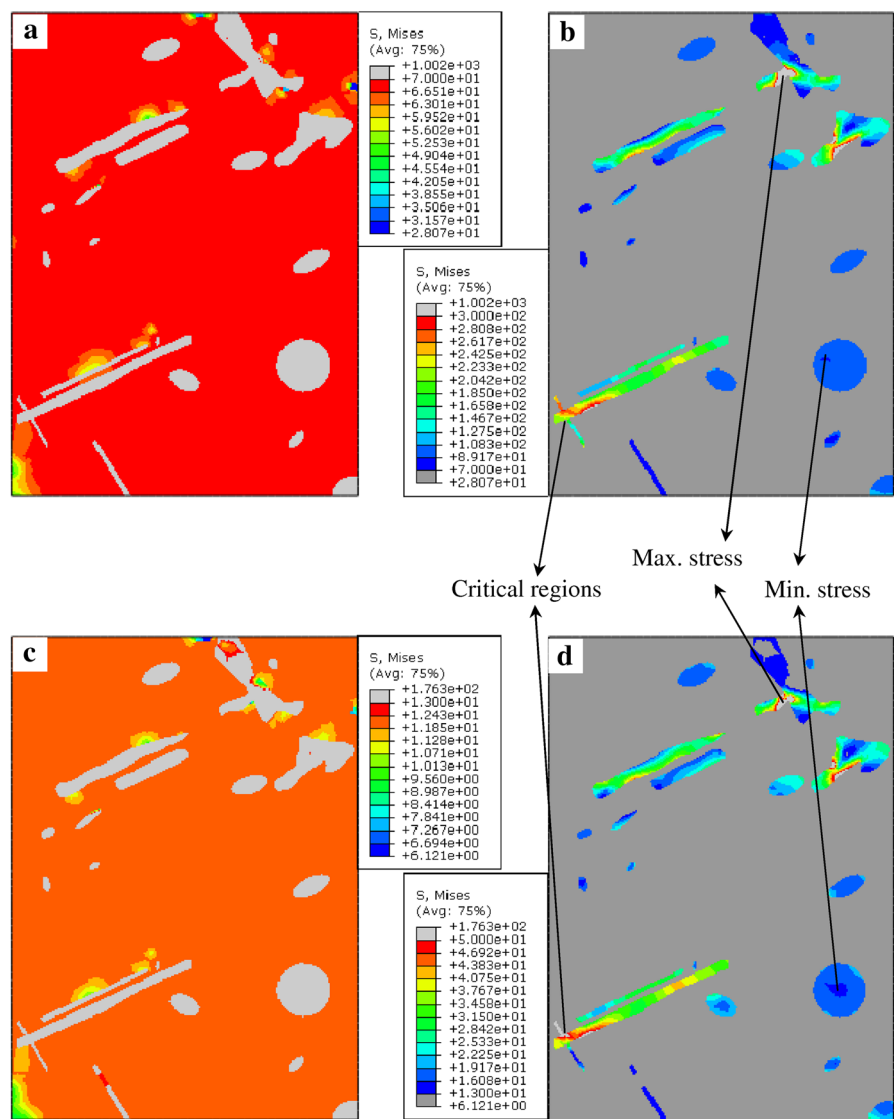 a
S, Mises
(Avg: 75%)
+1.002e+03
+7.000e+01
+6.651e+01
+6.301e+01
+5.952e+01
+5.602e+01
+5.253e+01
+4.904e+01
+4.554e+01
+4.205e+01
+3.855e+01
+3.506e+01
+3.157e+01
+2.807e+01
b
S, Mises
(Avg: 75%)
+1.002e+03
+3.000e+02
+2.808e+02
+2.617e+02
+2.425e+02
+2.233e+02
+2.042e+02
+1.850e+02
+1.658e+02
+1.467e+02
+1.275e+02
+1.083e+02
+8.917e+01
+7.000e+01
+2.807e+01
Max. stress
Critical regions
Min. stress
c
S, Mises
(Avg: 75%)
+1.763e+02
+1.300e+01
+1.243e+01
+1.185e+01
+1.128e+01
+1.071e+01
+1.013e+01
+9.560e+00
+8.987e+00
+8.414e+00
+7.841e+00
+7.267e+00
+6.694e+00
+6.121e+00
d
S, Mises
(Avg: 75%)
+1.763e+02
+5.000e+01
+4.692e+01
+4.383e+01
+4.075e+01
+3.767e+01
+3.458e+01
+3.150e+01
+2.842e+01
+2.533e+01
+2.225e+01
+1.917e+01
+1.608e+01
+1.300e+01
+6.121e+00